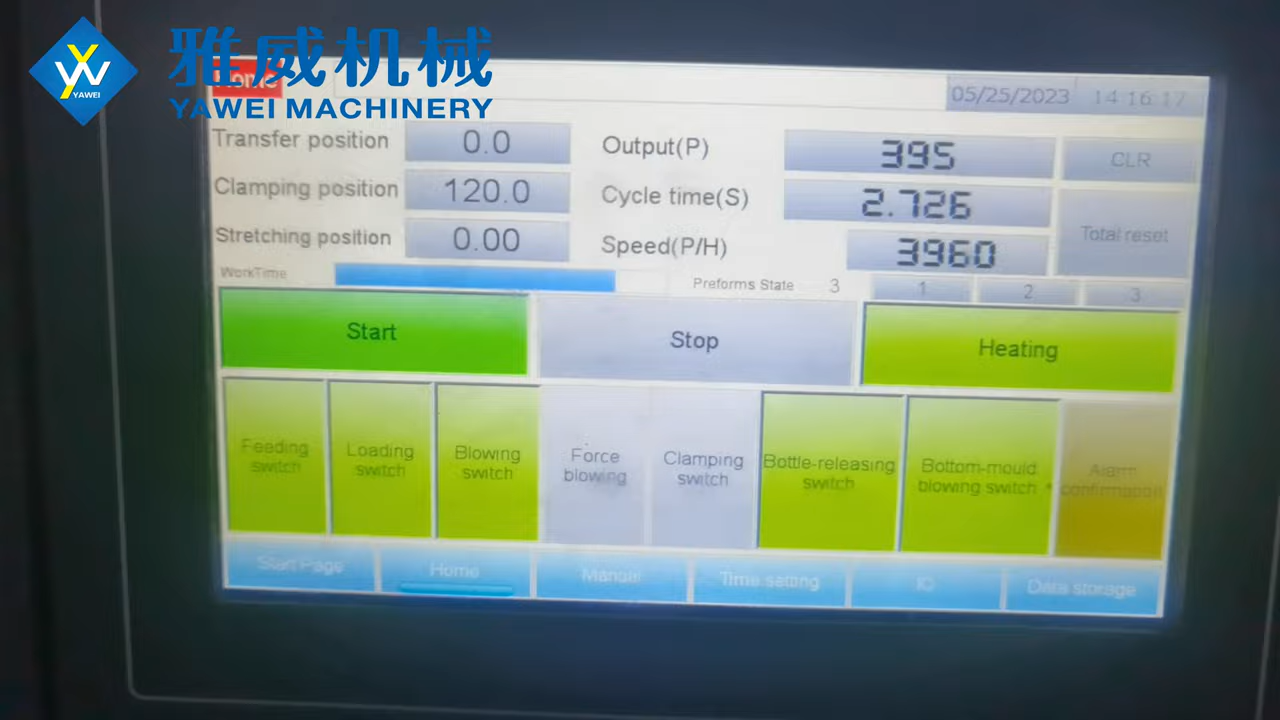 雅威机械
YAWEI
YAWEI MACHINERY
Home
05/25/2023 14:16:17
Transfer position 0.0
Output(P) 395
CLR
Clamping position 120.0
Cycle time(S) 2.726
Total reset
Stretching position 0.00
Speed(P/H) 3960
WorkTime
Preforms State 3 1 2 3
Start
Stop
Heating
Feeding switch
Loading switch
Blowing switch
Force blowing
Clamping switch
Bottle-releasing switch
Bottom-mould blowing switch
Alarm confirmation
Start Page
Home
Manual
Time setting
IO
Data storage